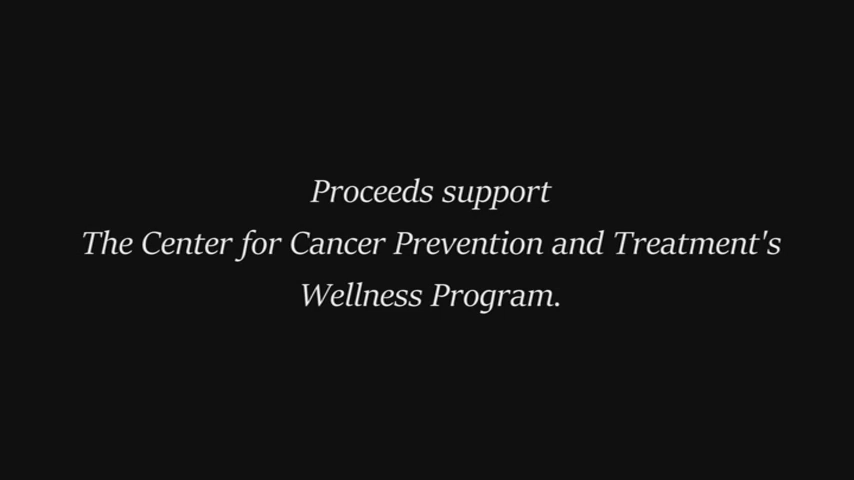 Proceeds support
The Center for Cancer Prevention and Treatment's
Wellness Program.